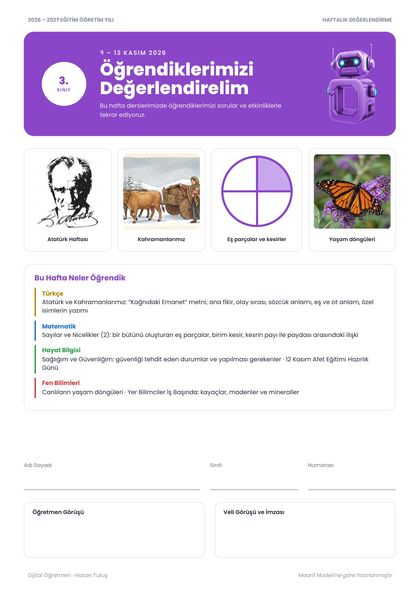 2026 – 2027 EĞİTİM ÖĞRETİM YILI
HAFTALIK DEĞERLENDİRME
9 – 13 KASIM 2026
3.
SINIF
Öğrendiklerimizi
Değerlendirelim
Bu hafta derslerimizde öğrendiklerimizi sorular ve etkinliklerle
tekrar ediyoruz.
Atatürk Haftası
Kahramanlarımız
Eş parçalar ve kesirler
Yaşam döngüleri
Bu Hafta Neler Öğrendik
Türkçe
Atatürk ve Kahramanlarımız: "Kağnıdaki Emanet" metni; ana fikir, olay sırası, sözcük anlamı, eş ve zıt anlam, özel
isimlerin yazımı
Matematik
Sayılar ve Nicelikler (2): bir bütünü oluşturan eş parçalar, birim kesir, kesrin payı ile paydası arasındaki ilişki
Hayat Bilgisi
Sağlığım ve Güvenliğim: güvenliği tehdit eden durumlar ve yapılması gerekenler · 12 Kasım Afet Eğitimi Hazırlık
Günü
Fen Bilimleri
Canlıların yaşam döngüleri · Yer Bilimciler İş Başında: kayaçlar, madenler ve mineraller
Adı Soyadı
Sınıfı
Numarası
Öğretmen Görüşü
Veli Görüşü ve İmzası
Dijital Öğretmen · Hasan Tutuş
Maarif Modeli'ne göre hazırlanmıştır